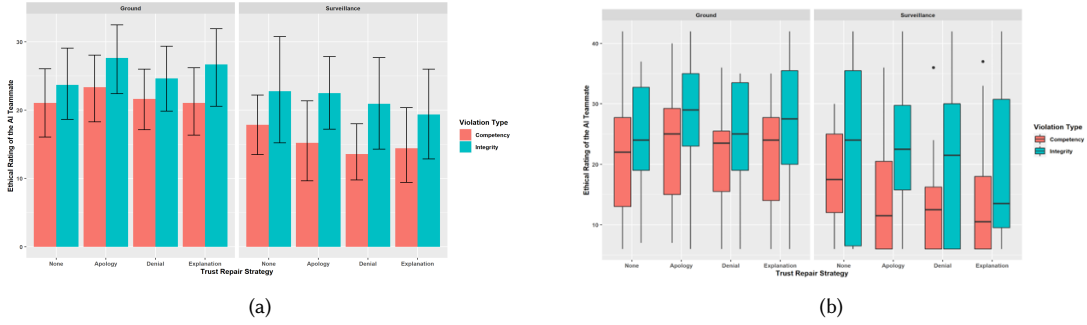 Ground
Surveillance
30
20
10
0
Ethical Rating of the AI Teammate
None
Apology
Denial
Explanation
None
Apology
Denial
Explanation
Trust Repair Strategy
Violation Type
Competency
Integrity
(a)
Ground
Surveillance
40
30
20
10
Ethical Rating of the AI Teammate
None
Apology
Denial
Explanation
None
Apology
Denial
Explanation
Trust Repair Strategy
Violation Type
Competency
Integrity
(b)